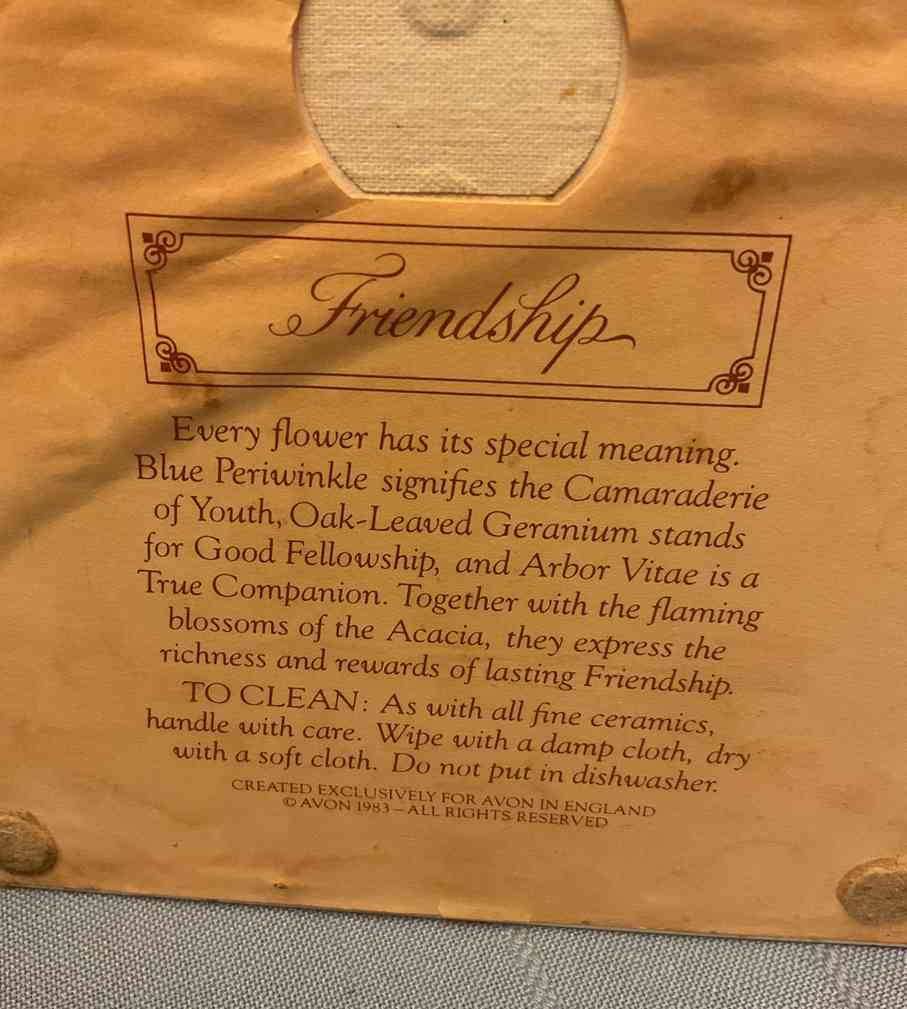 Friendship
Every flower has its special meaning.
Blue Periwinkle signifies the Camaraderie
of Youth, Oak-Leaved Geranium stands
for Good Fellowship, and Arbor Vitae is a
True Companion. Together with the flaming
blossoms of the Acacia, they express the
richness and rewards of lasting Friendship.
TO CLEAN: As with all fine ceramics,
handle with care. Wipe with a damp cloth, dry
with a soft cloth. Do not put in dishwasher.
CREATED EXCLUSIVELY FOR AVON IN ENGLAND
© AVON 1983 – ALL RIGHTS RESERVED